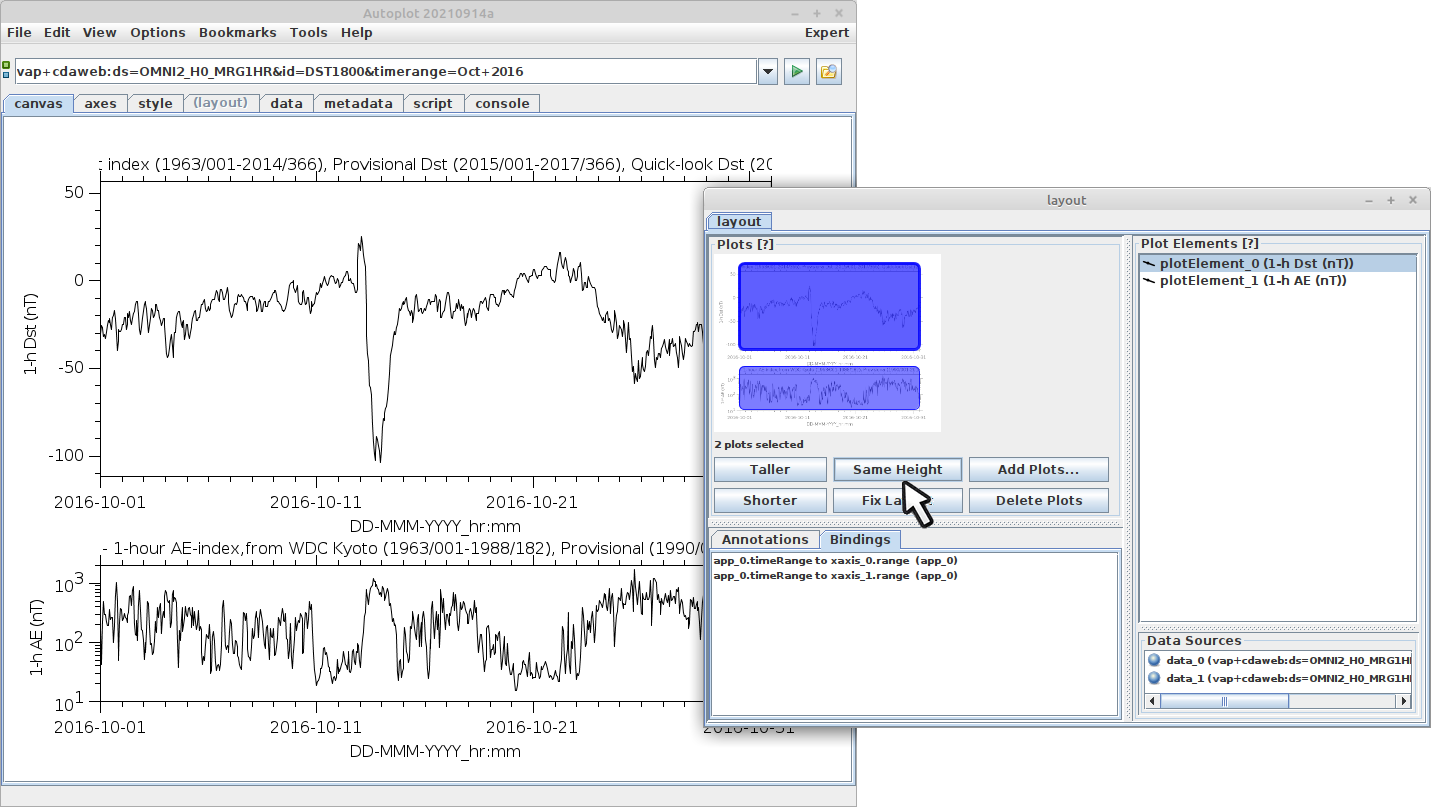 Autoplot 20210914a
File Edit View Options Bookmarks Tools Help Expert
vap+cdaweb:ds=OMNI2_H0_MRG1HR&id=DST1800&timerange=Oct+2016
canvas axes style (layout) data metadata script console
index (1963/001-2014/366), Provisional Dst (2015/001-2017/366), Quick-look Dst
50
0
-50
-100
1-h Dst (nT)
2016-10-01 2016-10-11 2016-10-21
DD-MMM-YYYY_hr:mm
- 1-hour AE-index,from WDC Kyoto (1963/001-1988/182), Provisional (1990/0
10^3
10^2
10^1
1-h AE (nT)
2016-10-01 2016-10-11 2016-10-21 2016-10-31
DD-MMM-YYYY_hr:mm
layout
layout
Plots [?]
2 plots selected
Taller Same Height Add Plots...
Shorter Fix La Delete Plots
Annotations Bindings
app_0.timeRange to xaxis_0.range (app_0)
app_0.timeRange to xaxis_1.range (app_0)
Plot Elements [?]
plotElement_0 (1-h Dst (nT))
plotElement_1 (1-h AE (nT))
Data Sources
data_0 (vap+cdaweb:ds=OMNI2_H0_MRG1H
data_1 (vap+cdaweb:ds=OMNI2_H0_MRG1H